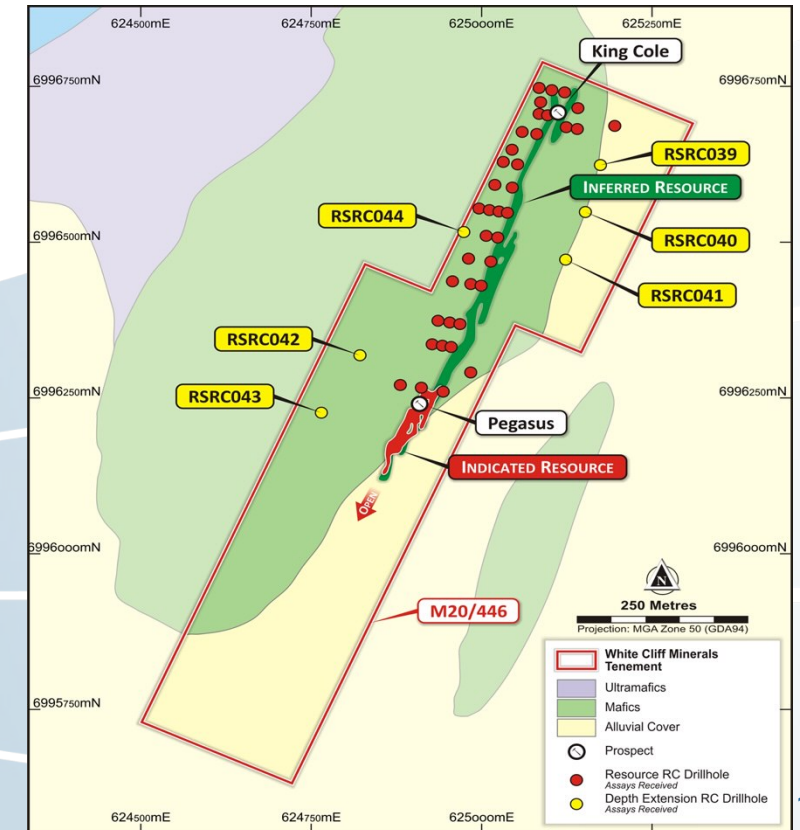 624500mE
624750mE
625000mE
625250mE
King Cole
6996750mN
6996750mN
RSRC039
INFERRED RESOURCE
RSRC044
RSRC040
6996500mN
RSRC041
RSRC042
6996250mN
6996250mN
RSRC043
Pegasus
INDICATED RESOURCE
OPEN
6996000mN
6996000mN
N
250 Metres
Projection: MGA Zone 50 (GDA94)
M20/446
White Cliff Minerals
Tenement
Ultramafics
Mafics
Alluvial Cover
Prospect
Resource RC Drillhole
Assays Received
Depth Extension RC Drillhole
Assays Received
6995750mN
624500mE
624750mE
625000mE